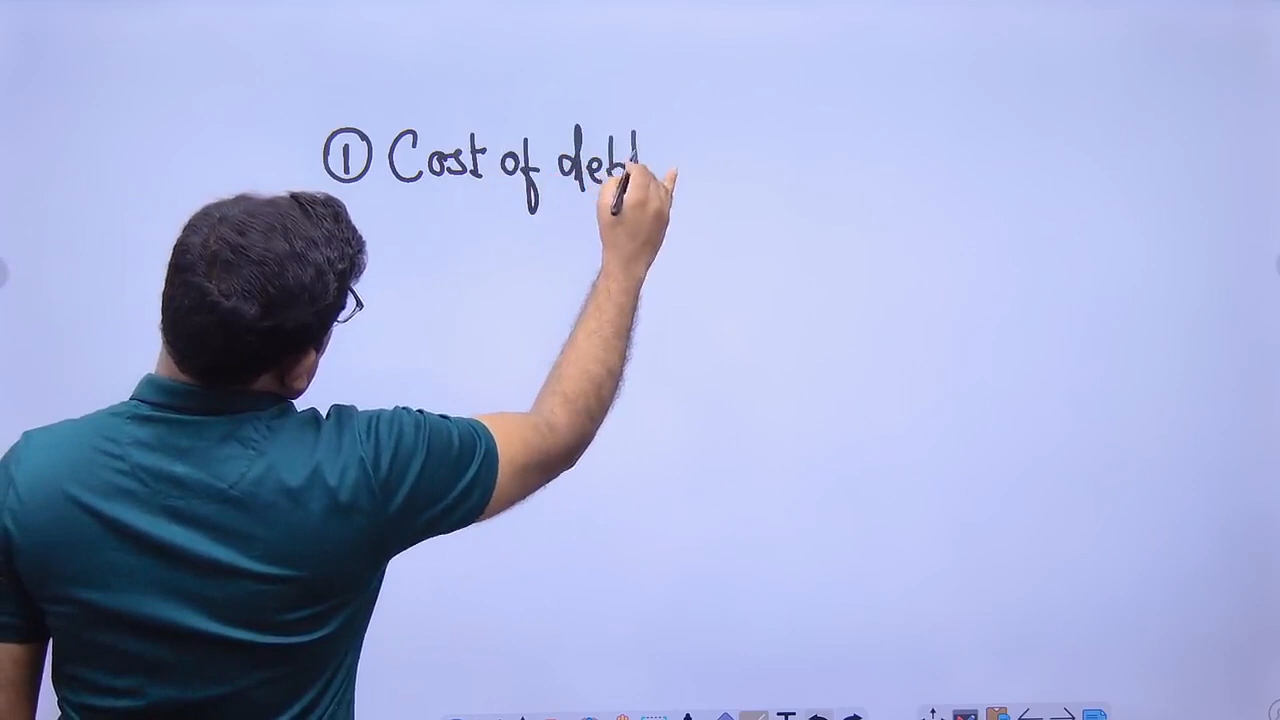 ① Cost of debt